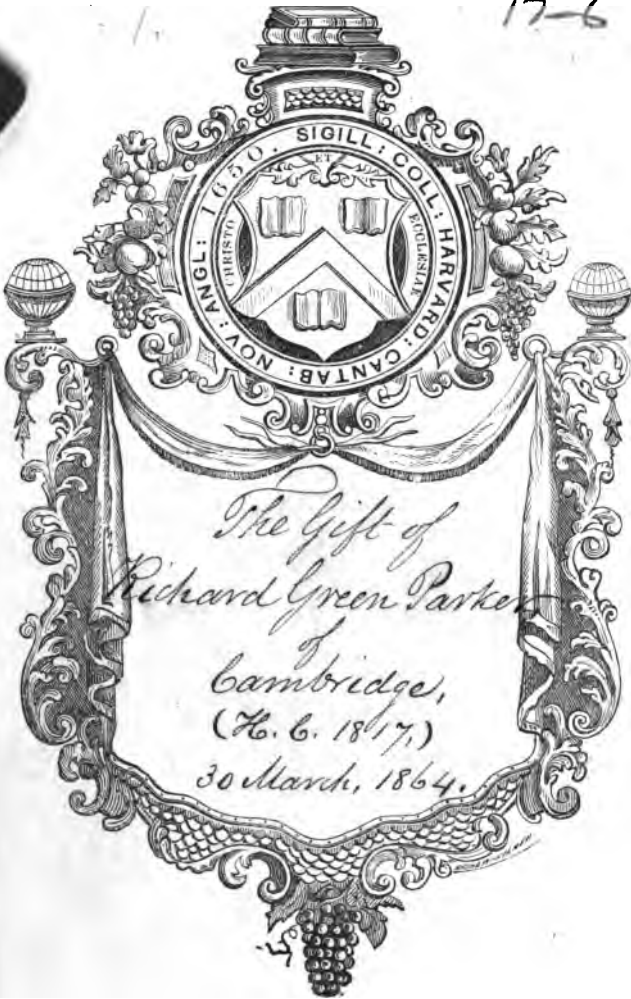 SIGILL: COLL: HARVARD: CANTAB: NOV: ANGL: 1650.
ET
CHRISTO
ECCLESIAE
The Gift of
Richard Green Parker
of
Cambridge,
(H. C. 1817,)
30 March, 1864.